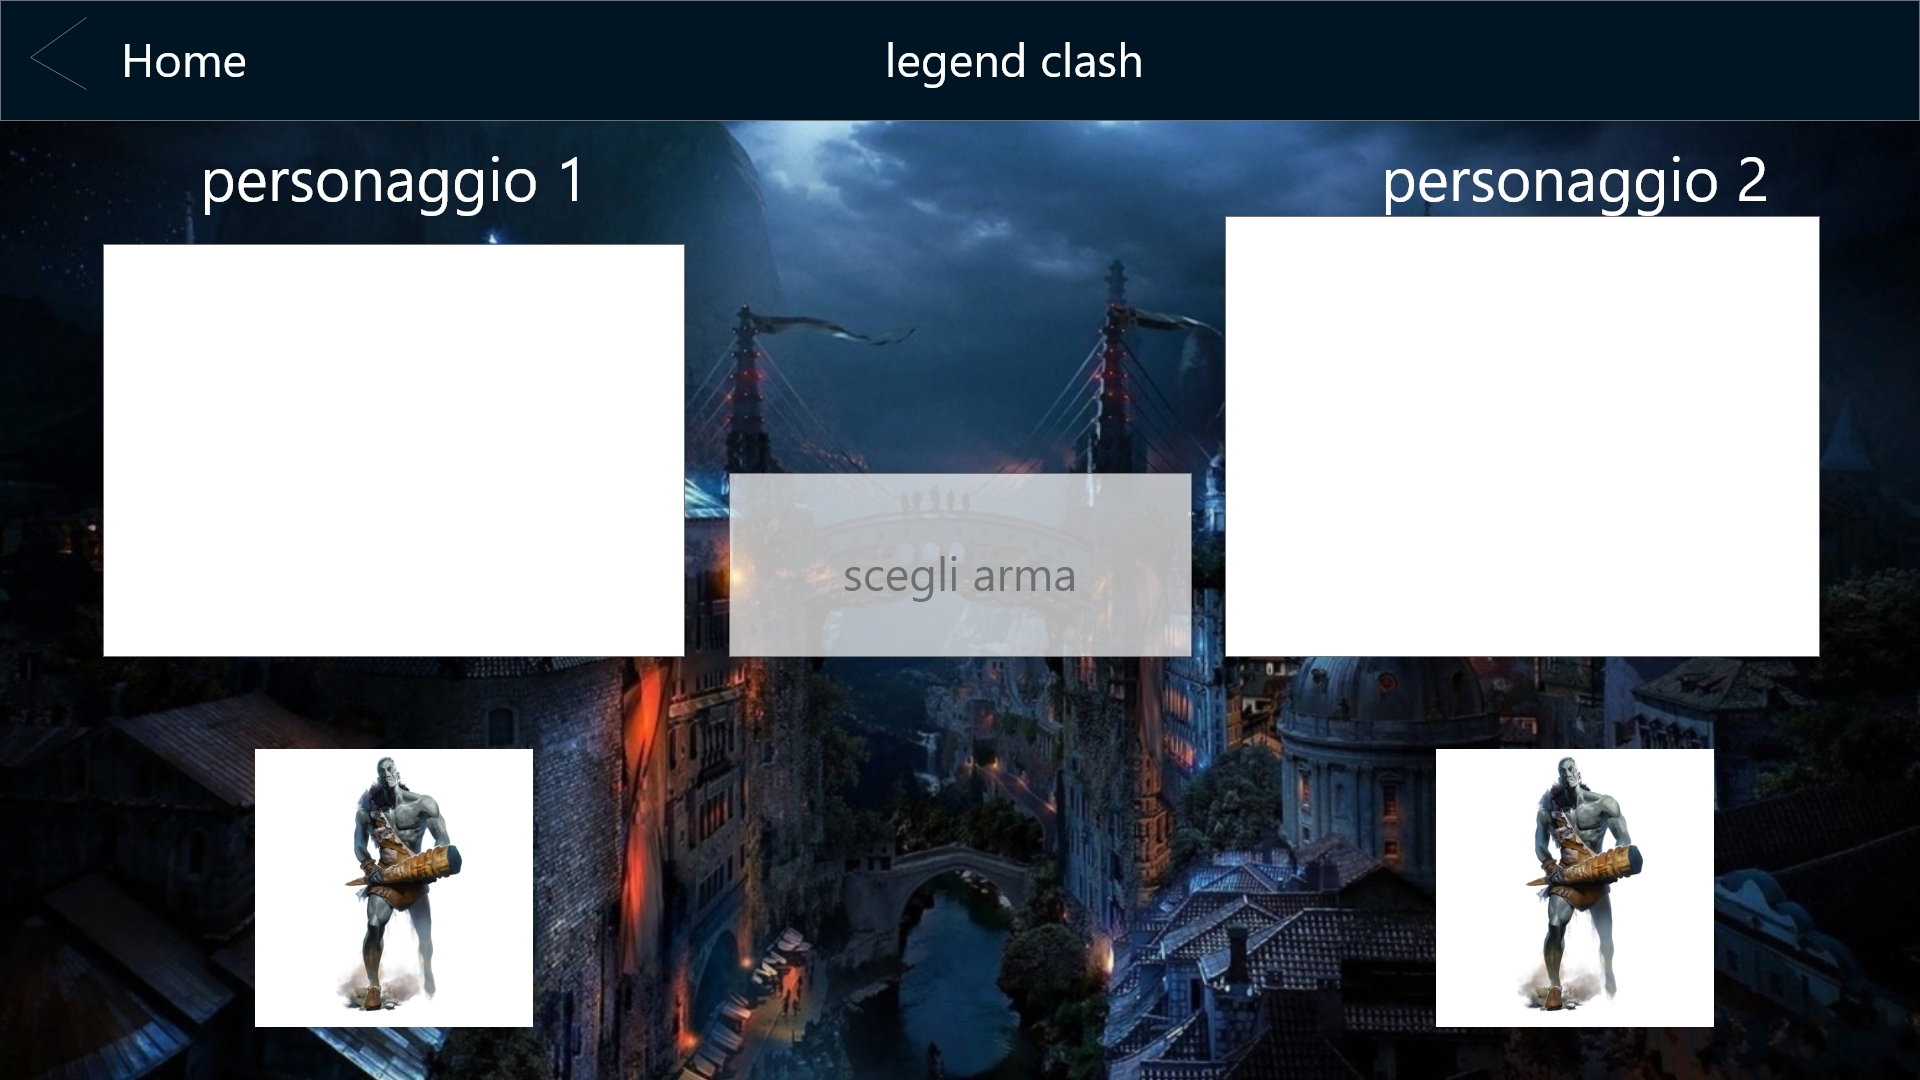 Home
legend clash
personaggio 1
personaggio 2
scegli arma